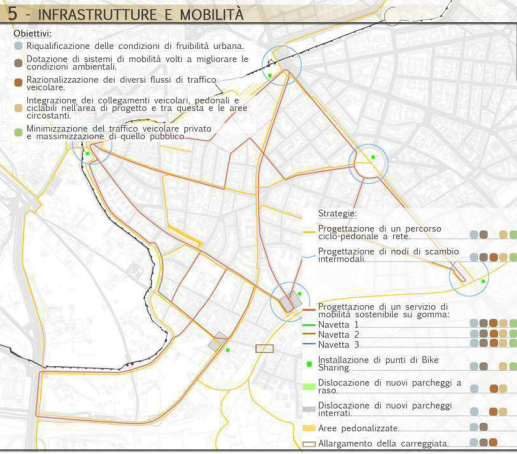 5 - INFRASTRUTTURE E MOBILITÀ
Obiettivi:
Riqualificazione delle condizioni di fruibilità urbana.
Dotazione di sistemi di mobilità volti a migliorare le
condizioni ambientali.
Razionalizzazione dei diversi flussi di traffico
veicolare.
Integrazione dei collegamenti veicolari, pedonali e
ciclabili nell'area di progetto e tra questa e le aree
circostanti.
Minimizzazione del traffico veicolare privato
e massimizzazione di quello pubblico.
Strategie:
Progettazione di un percorso
ciclo-pedonale a rete.
Progettazione di nodi di scambio
intermodali.
Progettazione di un servizio di
mobilità sostenibile su gomma:
Navetta 1
Navetta 2
Navetta 3
Installazione di punti di Bike
Sharing.
Dislocazione di nuovi parcheggi a
raso.
Dislocazione di nuovi parcheggi
interrati.
Aree pedonalizzate.
Allargamento della carreggiata.